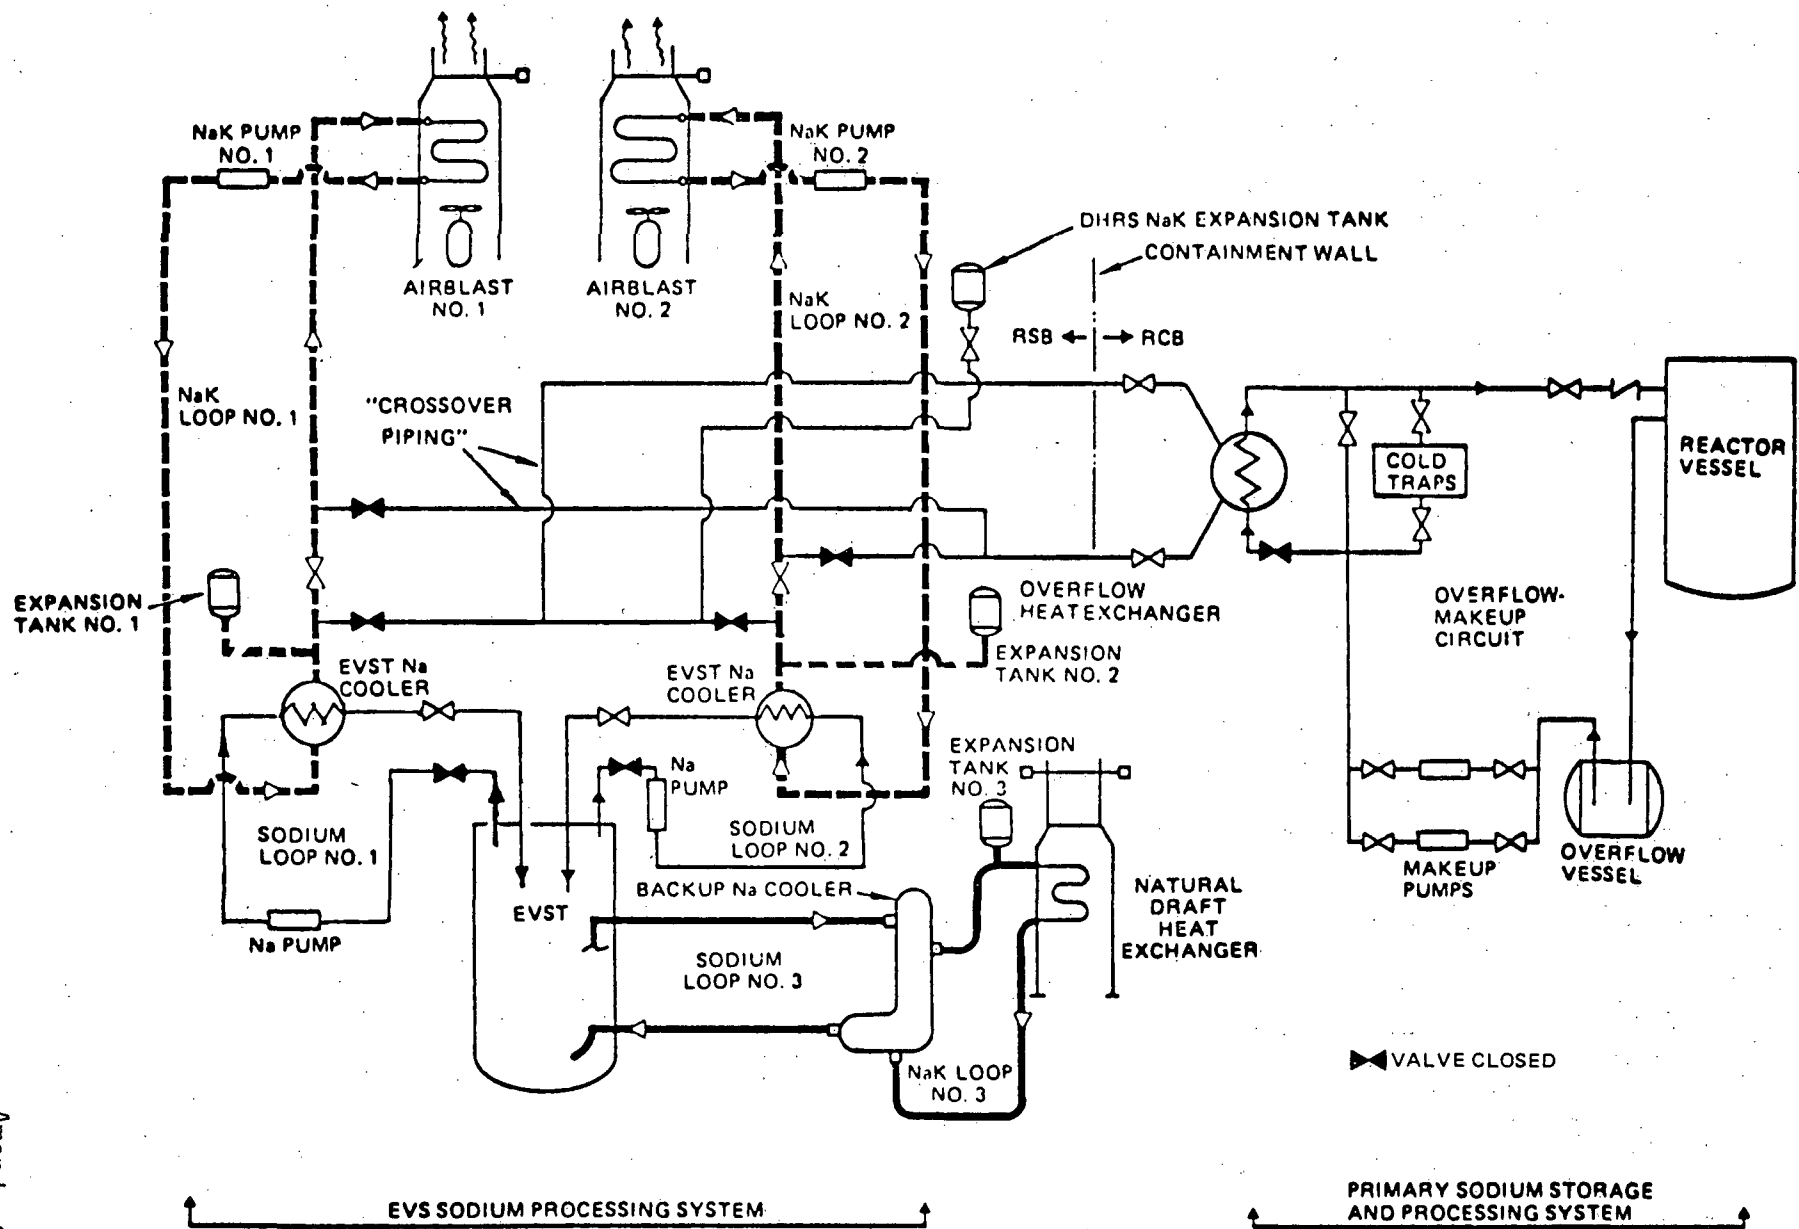 NaK PUMP
NO. 1
NaK PUMP
NO. 2
AIRBLAST
NO. 1
AIRBLAST
NO. 2
DHRS NaK EXPANSION TANK
CONTAINMENT WALL
NaK
LOOP NO. 2
RSB
RCB
NaK
LOOP NO. 1
"CROSSOVER
PIPING"
REACTOR
VESSEL
COLD
TRAPS
EXPANSION
TANK NO. 1
OVERFLOW
HEAT EXCHANGER
OVERFLOW-
MAKEUP
CIRCUIT
EVST Na
COOLER
EVST Na
COOLER
EXPANSION
TANK NO. 2
EXPANSION
TANK
NO. 3
Na
PUMP
SODIUM
LOOP NO. 1
SODIUM
LOOP NO. 2
MAKEUP
PUMPS
OVERFLOW
VESSEL
BACKUP Na COOLER
EVST
NATURAL
DRAFT
HEAT
EXCHANGER
Na PUMP
SODIUM
LOOP NO. 3
NaK LOOP
NO. 3
VALVE CLOSED
EVS SODIUM PROCESSING SYSTEM
PRIMARY SODIUM STORAGE
AND PROCESSING SYSTEM